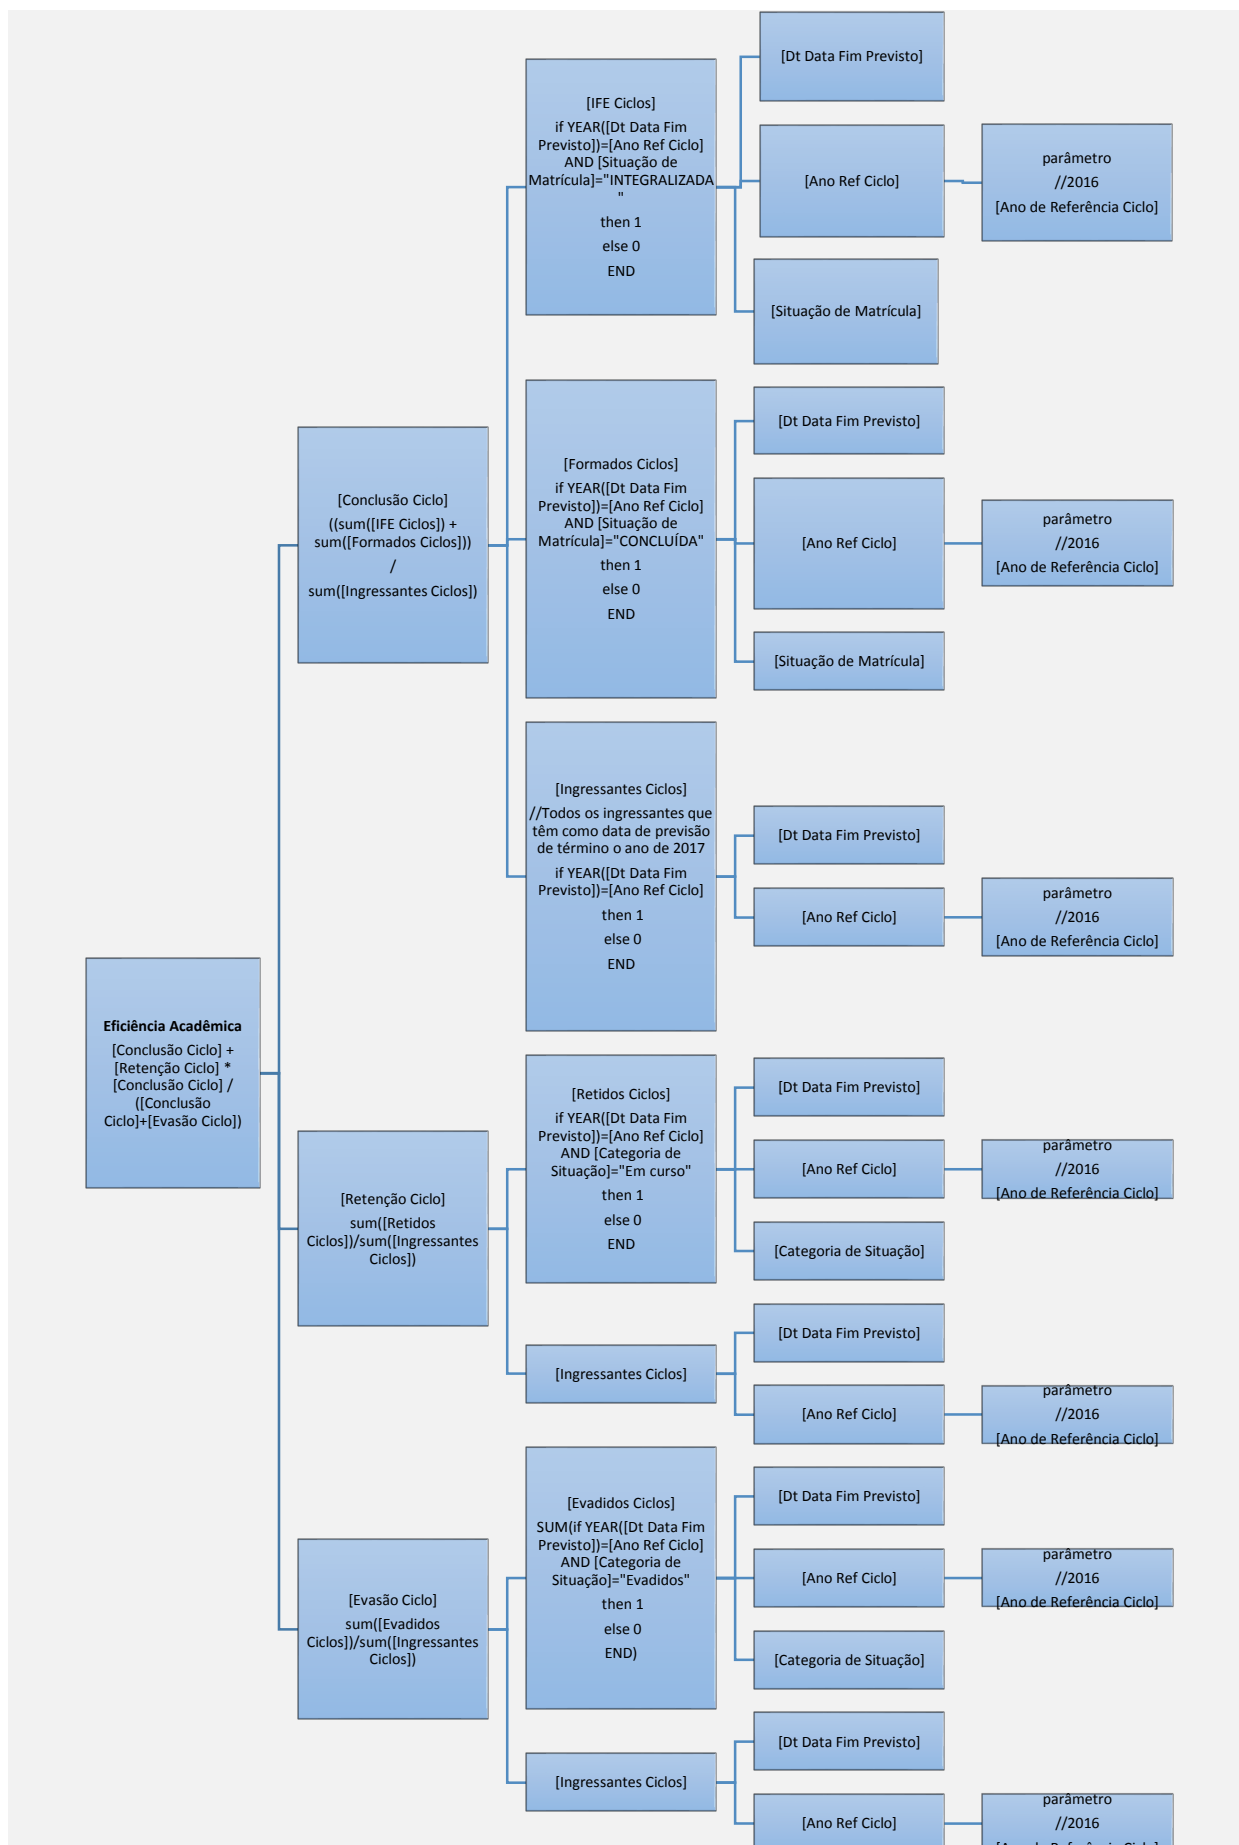 [Dt Data Fim Previsto]
[IFE Ciclos]
if YEAR([Dt Data Fim
Previsto])=[Ano Ref Ciclo]
AND [Situação de
Matrícula]="INTEGRALIZADA
"
then 1
else 0
END
[Ano Ref Ciclo]
parâmetro
//2016
[Ano de Referência Ciclo]
[Situação de Matrícula]
[Conclusão Ciclo]
((sum([IFE Ciclos]) +
sum([Formados Ciclos]))
/
sum([Ingressantes Ciclos])
[Formados Ciclos]
if YEAR([Dt Data Fim
Previsto])=[Ano Ref Ciclo]
AND [Situação de
Matrícula]="CONCLUÍDA"
then 1
else 0
END
[Dt Data Fim Previsto]
[Ano Ref Ciclo]
parâmetro
//2016
[Ano de Referência Ciclo]
[Situação de Matrícula]
[Ingressantes Ciclos]
//Todos os ingressantes que
têm como data de previsão
de término o ano de 2017
if YEAR([Dt Data Fim
Previsto])=[Ano Ref Ciclo]
then 1
else 0
END
[Dt Data Fim Previsto]
[Ano Ref Ciclo]
parâmetro
//2016
[Ano de Referência Ciclo]
Eficiência Acadêmica
[Conclusão Ciclo] +
[Retenção Ciclo] *
[Conclusão Ciclo] /
([Conclusão
Ciclo]+[Evasão Ciclo])
[Retenção Ciclo]
sum([Retidos
Ciclos])/sum([Ingressantes
Ciclos])
[Retidos Ciclos]
if YEAR([Dt Data Fim
Previsto])=[Ano Ref Ciclo]
AND [Categoria de
Situação]="Em curso"
then 1
else 0
END
[Dt Data Fim Previsto]
[Ano Ref Ciclo]
parâmetro
//2016
[Ano de Referência Ciclo]
[Categoria de Situação]
[Ingressantes Ciclos]
[Dt Data Fim Previsto]
[Ano Ref Ciclo]
parâmetro
//2016
[Ano de Referência Ciclo]
[Evasão Ciclo]
sum([Evadidos
Ciclos])/sum([Ingressantes
Ciclos])
[Evadidos Ciclos]
SUM(if YEAR([Dt Data Fim
Previsto])=[Ano Ref Ciclo]
AND [Categoria de
Situação]="Evadidos"
then 1
else 0
END)
[Dt Data Fim Previsto]
[Ano Ref Ciclo]
parâmetro
//2016
[Ano de Referência Ciclo]
[Categoria de Situação]
[Ingressantes Ciclos]
[Dt Data Fim Previsto]
[Ano Ref Ciclo]
parâmetro
//2016